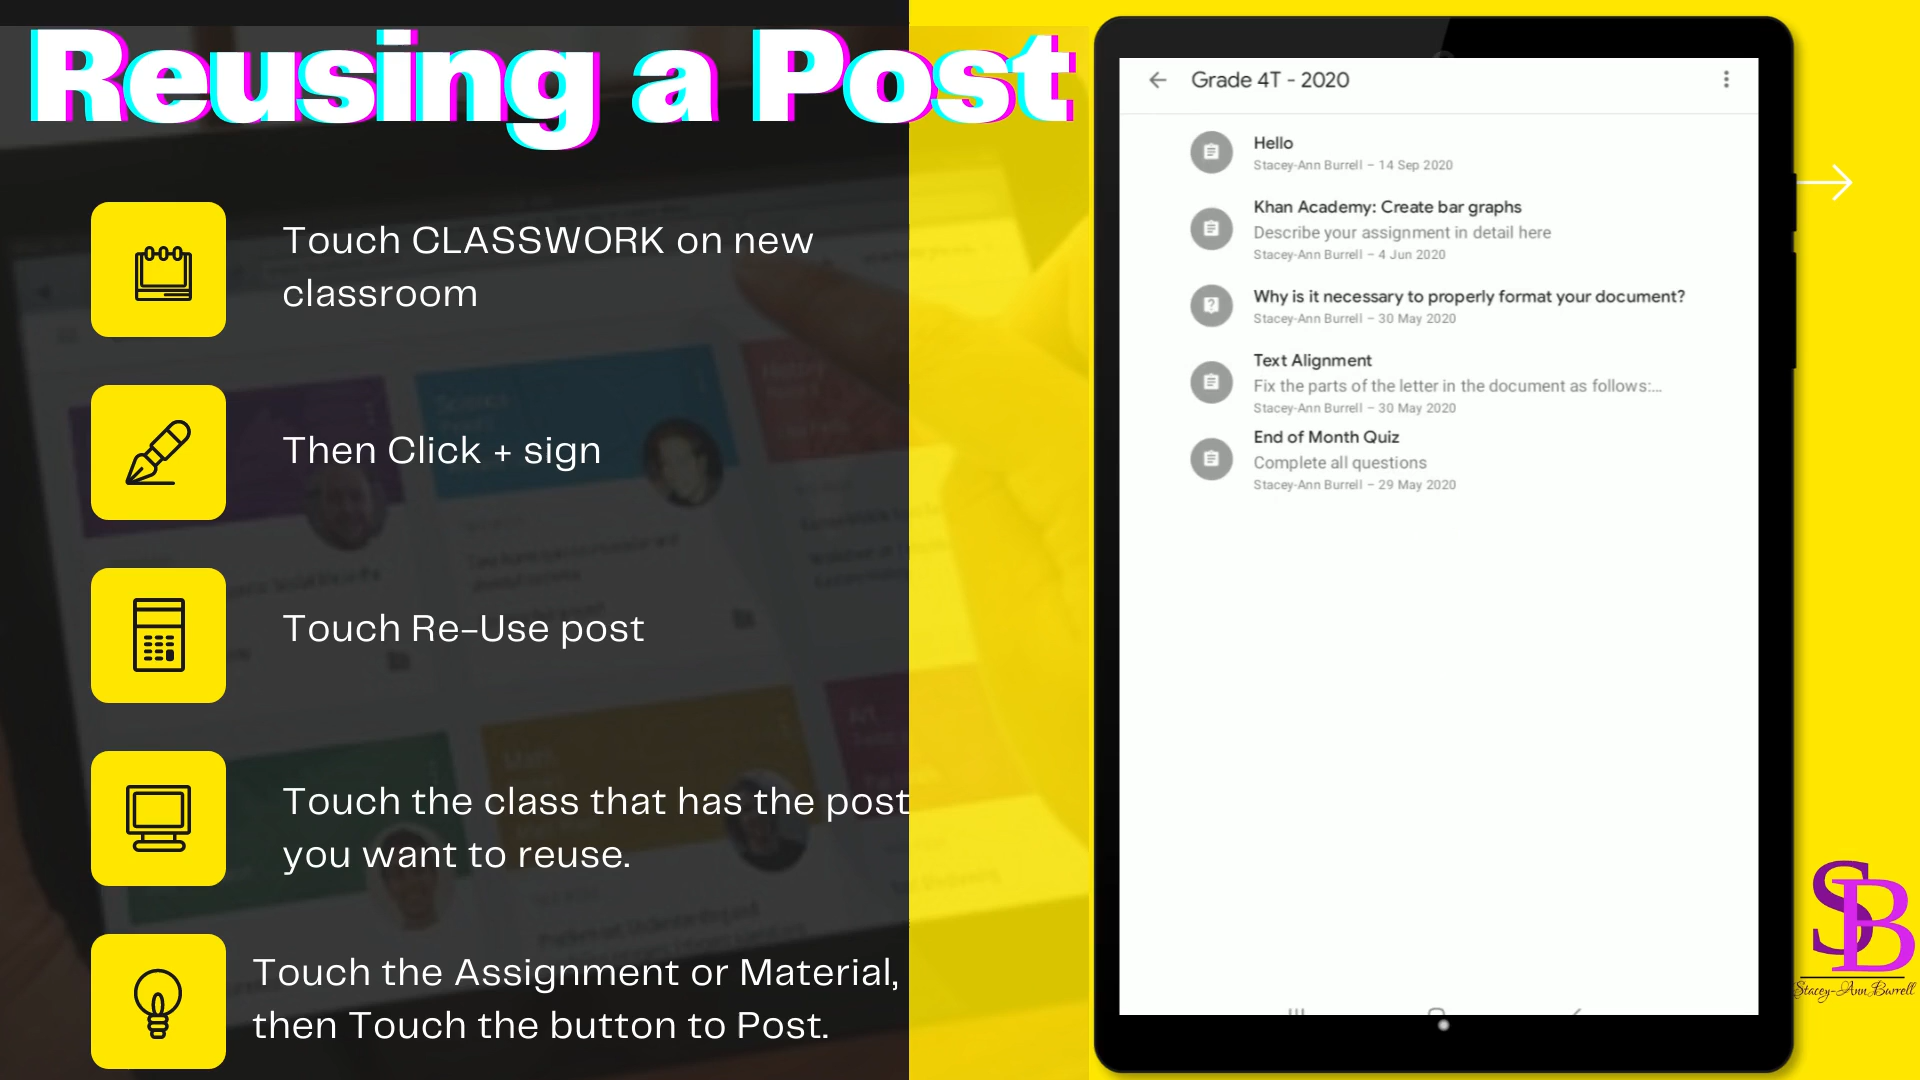 Reusing a Post
Touch CLASSWORK on new
classroom
Then Click + sign
Touch Re-Use post
Touch the class that has the post
you want to reuse.
Touch the Assignment or Material,
then Touch the button to Post.
Grade 4T - 2020
Hello
Stacey-Ann Burrell – 14 Sep 2020
Khan Academy: Create bar graphs
Describe your assignment in detail here
Stacey-Ann Burrell – 4 Jun 2020
Why is it necessary to properly format your document?
Stacey-Ann Burrell – 30 May 2020
Text Alignment
Fix the parts of the letter in the document as follows:...
Stacey-Ann Burrell – 30 May 2020
End of Month Quiz
Complete all questions
Stacey-Ann Burrell – 29 May 2020
SB
Stacey-Ann Burrell
Science
History
Math
Art